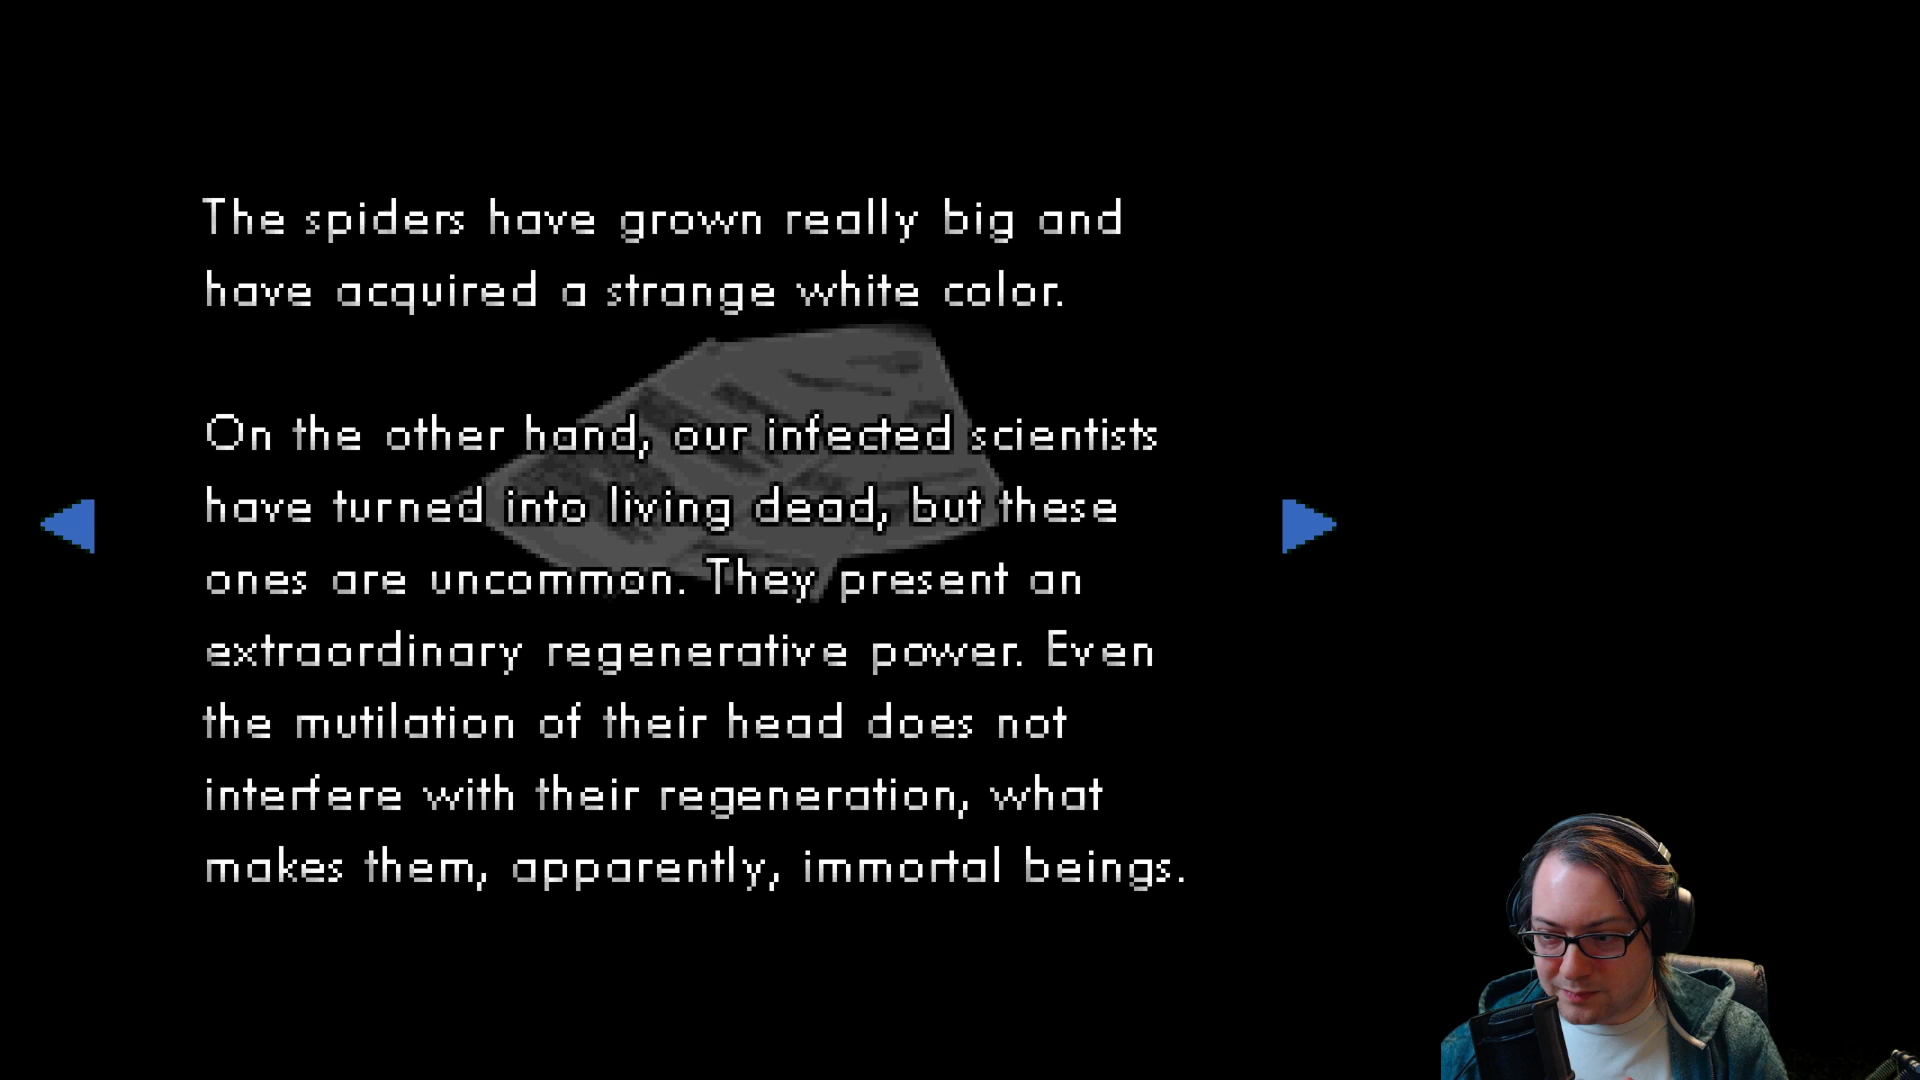 The spiders have grown really big and
have acquired a strange white color.
On the other hand, our infected scientists
have turned into living dead, but these
ones are uncommon. They present an
extraordinary regenerative power. Even
the mutilation of their head does not
interfere with their regeneration, what
makes them, apparently, immortal beings.